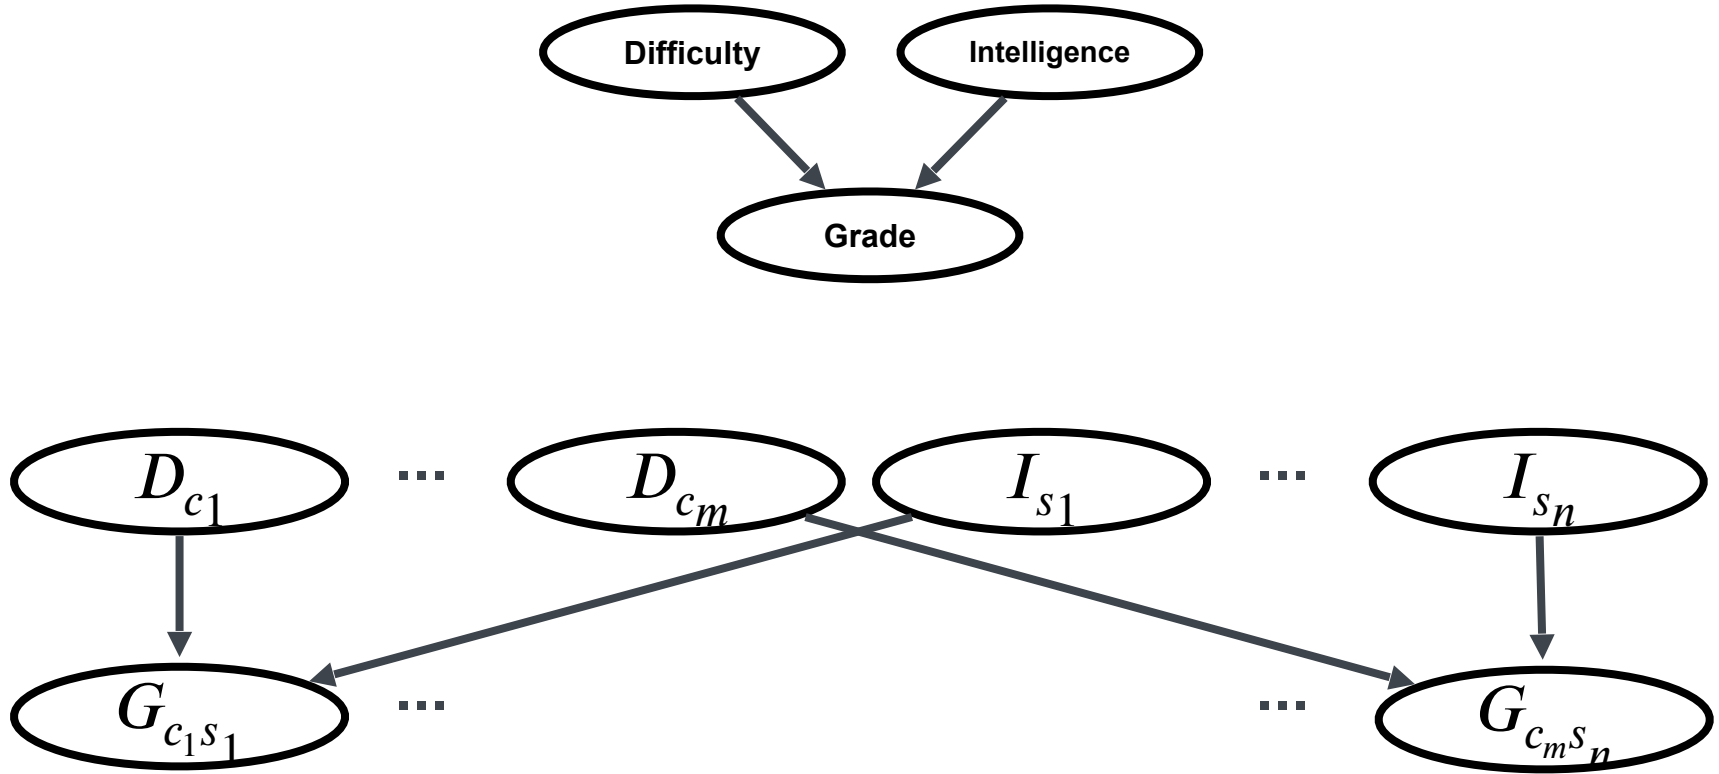 Difficulty Intelligence
Grade
D_{c_1} ... D_{c_m} I_{s_1} ... I_{s_n}
G_{c_1 s_1} ... ... G_{c_m s_n}